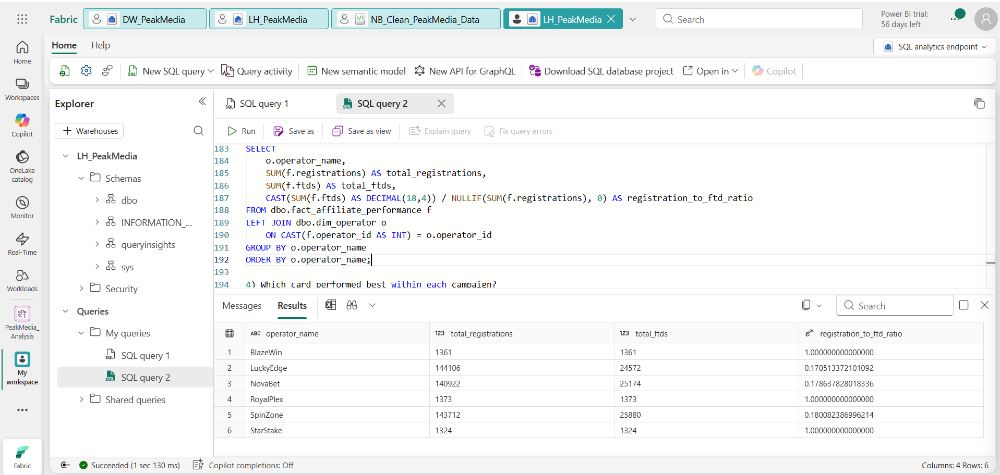 Fabric
DW_PeakMedia
LH_PeakMedia
NB_Clean_PeakMedia_Data
LH_PeakMedia
Search
Power BI trial:
56 days left
Home
Help
SQL analytics endpoint
New SQL query
Query activity
New semantic model
New API for GraphQL
Download SQL database project
Open in
Copilot
Home
Workspaces
Copilot
OneLake
catalog
Monitor
Real-Time
Workloads
PeakMedia_
Analysis
My
workspace
Fabric
Explorer
Warehouses
LH_PeakMedia
Schemas
dbo
INFORMATION_...
queryinsights
sys
Security
Queries
My queries
SQL query 1
SQL query 2
Shared queries
SQL query 1
SQL query 2
Run
Save as
Save as view
Explain query
Fix query errors
183 SELECT
184 o.operator_name,
185 SUM(f.registrations) AS total_registrations,
186 SUM(f.ftds) AS total_ftds,
187 CAST(SUM(f.ftds) AS DECIMAL(18,4)) / NULLIF(SUM(f.registrations), 0) AS registration_to_ftd_ratio
188 FROM dbo.fact_affiliate_performance f
189 LEFT JOIN dbo.dim_operator o
190 ON CAST(f.operator_id AS INT) = o.operator_id
191 GROUP BY o.operator_name
192 ORDER BY o.operator_name;
193
194 4) Which card performed best within each campaign?
Messages
Results
Search
ABC operator_name 123 total_registrations 123 total_ftds eˣ registration_to_ftd_ratio
1 BlazeWin 1361 1361 1.000000000000000
2 LuckyEdge 144106 24572 0.170513372101092
3 NovaBet 140922 25174 0.178637828018336
4 RoyalPlex 1373 1373 1.000000000000000
5 SpinZone 143712 25880 0.180082386996214
6 StarStake 1324 1324 1.000000000000000
Succeeded (1 sec 130 ms)
Copilot completions: Off
Columns: 4 Rows: 6